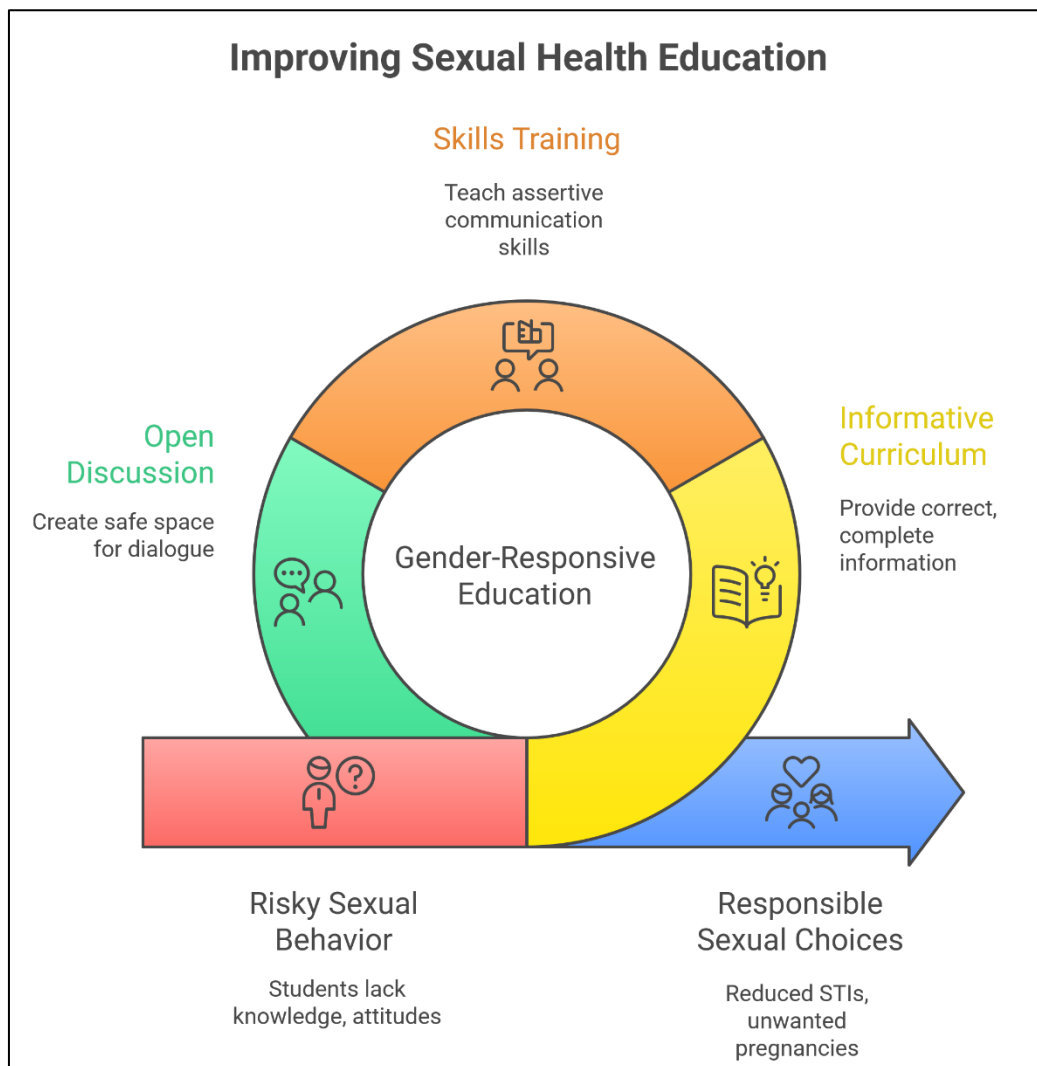 Improving Sexual Health Education
Skills Training
Teach assertive
communication
skills
Open
Discussion
Create safe space
for dialogue
Informative
Curriculum
Provide correct,
complete
information
Gender-Responsive
Education
?
Risky Sexual
Behavior
Students lack
knowledge, attitudes
Responsible
Sexual Choices
Reduced STIs,
unwanted
pregnancies